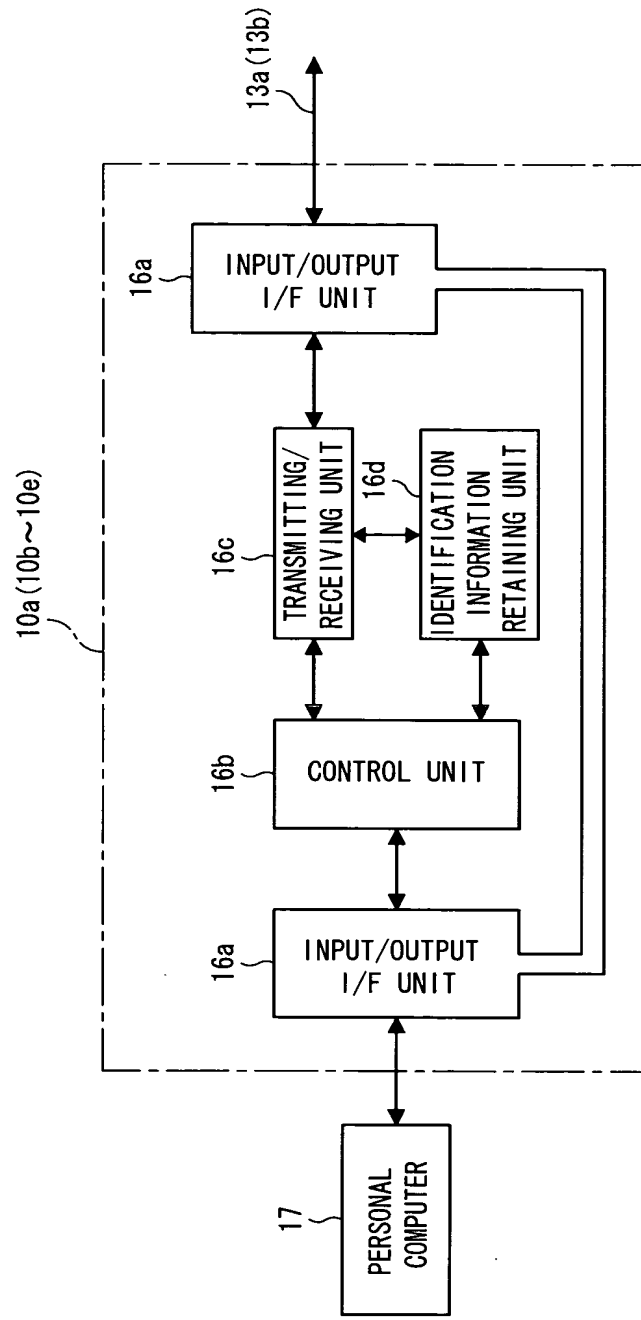 10a(10b~10e)
17
PERSONAL
COMPUTER
16a
INPUT/OUTPUT
I/F UNIT
16b
CONTROL UNIT
16c
TRANSMITTING/
RECEIVING UNIT
16d
IDENTIFICATION
INFORMATION
RETAINING UNIT
16a
INPUT/OUTPUT
I/F UNIT
13a(13b)